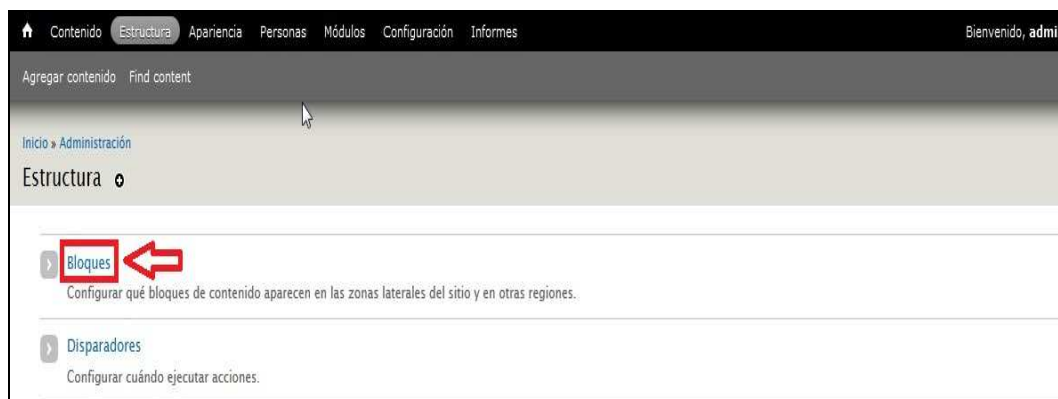 Contenido Estructura Apariencia Personas Módulos Configuración Informes Bienvenido, admi
Agregar contenido Find content
Inicio » Administración
Estructura
Bloques
Configurar qué bloques de contenido aparecen en las zonas laterales del sitio y en otras regiones.
Disparadores
Configurar cuándo ejecutar acciones.